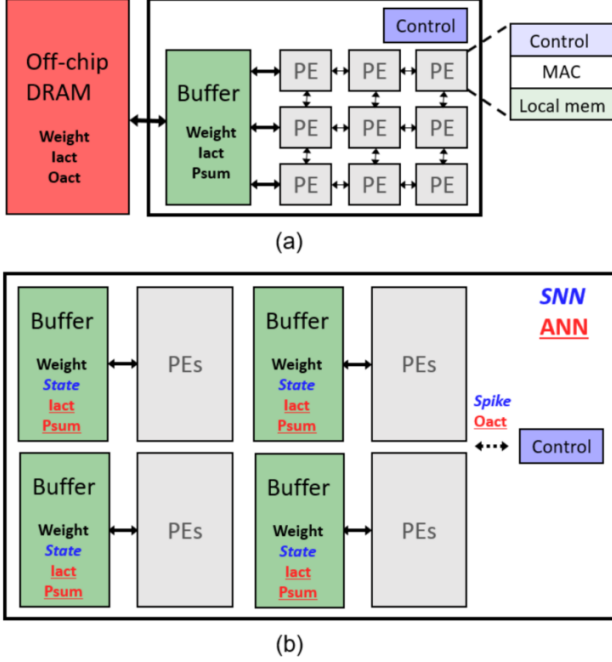 Off-chip
DRAM
Weight
Iact
Oact
Buffer
Weight
Iact
Psum
Control
PE PE PE
PE PE PE
PE PE PE
Control
MAC
Local mem
(a)
Buffer
Weight
State
Iact
Psum
PEs
Buffer
Weight
State
Iact
Psum
PEs
SNN
ANN
Spike
Oact
Control
Buffer
Weight
State
Iact
Psum
PEs
Buffer
Weight
State
Iact
Psum
PEs
(b)